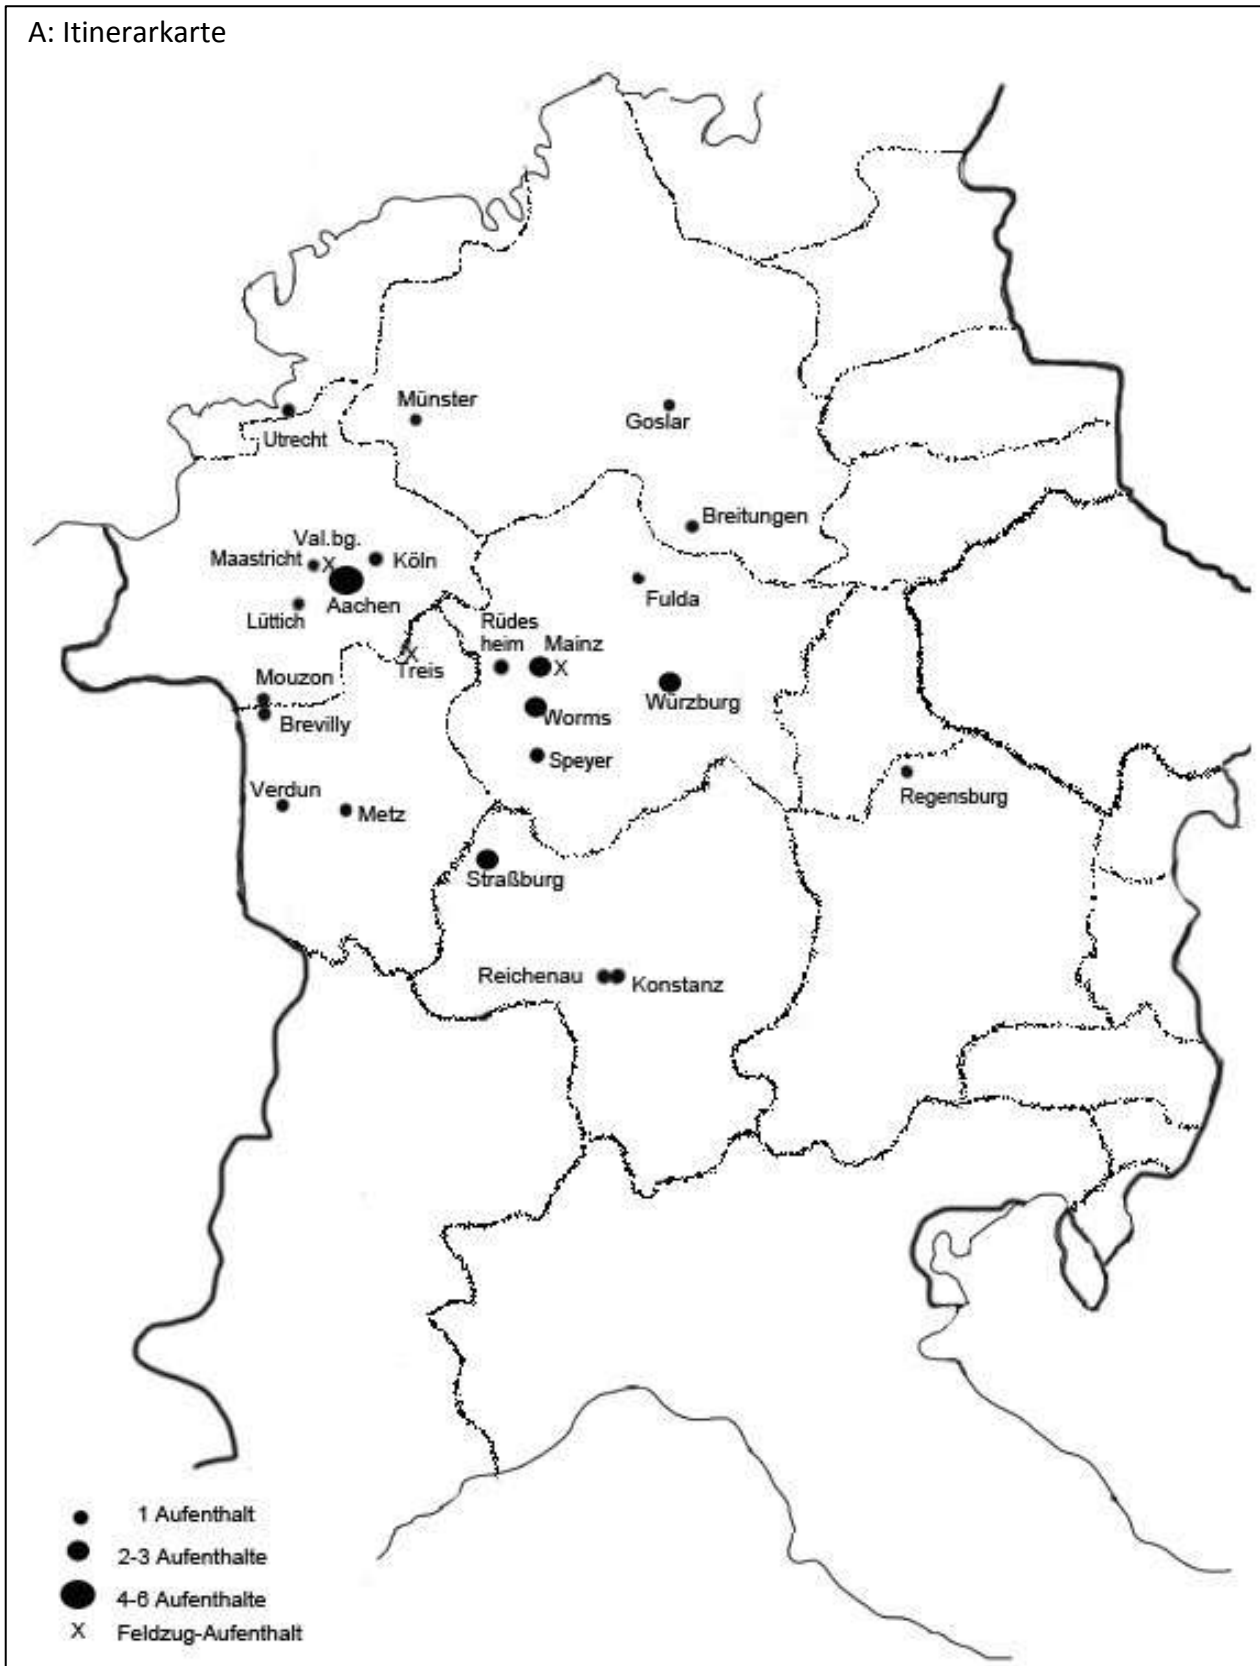 A: Itinerarkarte
Münster
Goslar
Utrecht
Breitungen
Val.bg.
Maastricht X
Köln
Aachen
Fulda
Lüttich
Rüdes
heim
Mainz
X
X
Treis
Mouzon
Würzburg
Worms
Brevilly
Speyer
Regensburg
Verdun
Metz
Straßburg
Reichenau
Konstanz
1 Aufenthalt
2-3 Aufenthalte
4-6 Aufenthalte
X Feldzug-Aufenthalt